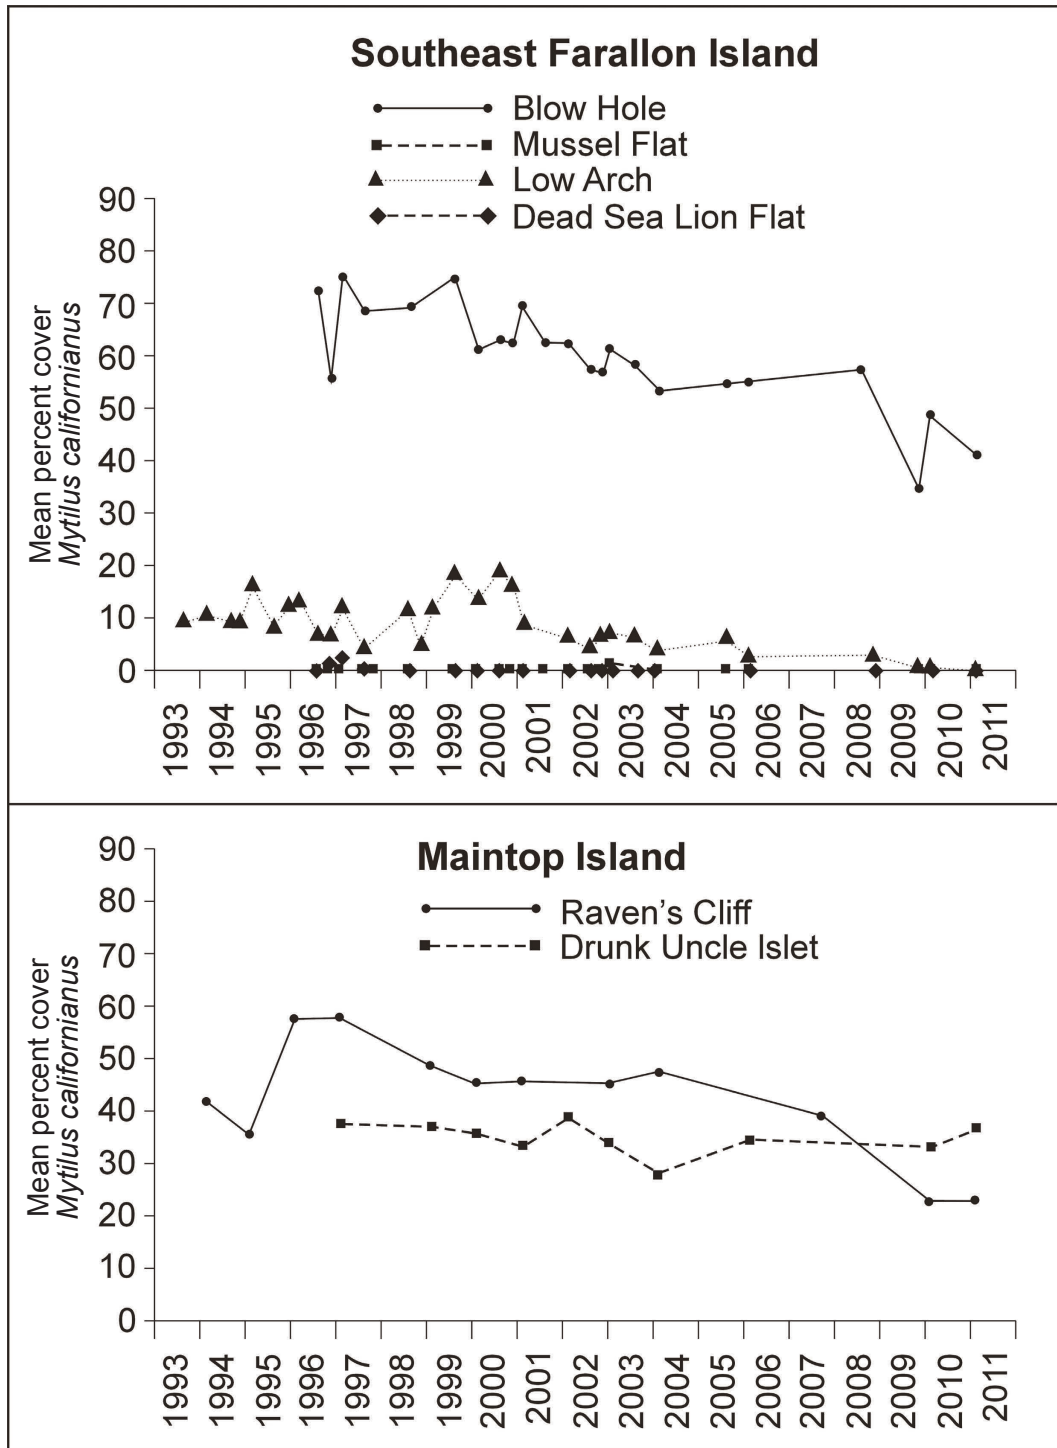 Southeast Farallon Island
Blow Hole
Mussel Flat
Low Arch
Dead Sea Lion Flat
Mean percent cover
Mytilus californianus
90
80
70
60
50
40
30
20
10
0
1993 1994 1995 1996 1997 1998 1999 2000 2001 2002 2003 2004 2005 2006 2007 2008 2009 2010 2011
Maintop Island
Raven’s Cliff
Drunk Uncle Islet
Mean percent cover
Mytilus californianus
90
80
70
60
50
40
30
20
10
0
1993 1994 1995 1996 1997 1998 1999 2000 2001 2002 2003 2004 2005 2006 2007 2008 2009 2010 2011